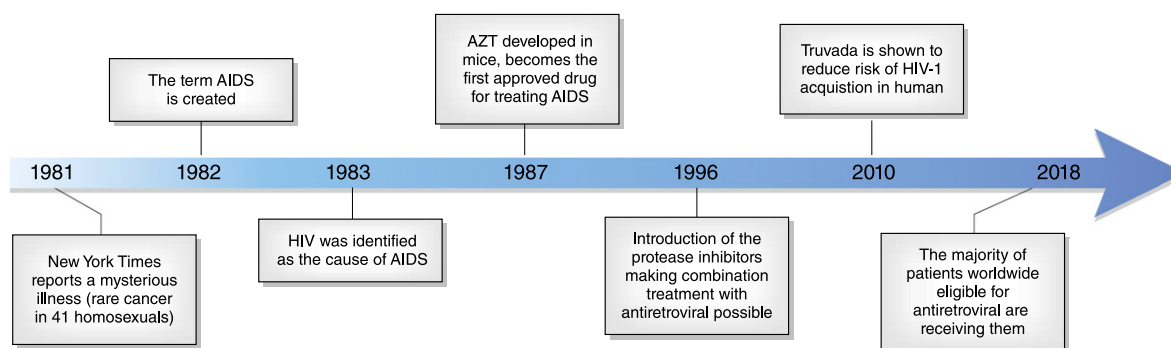 The term AIDS
is created
AZT developed in
mice, becomes the
first approved drug
for treating AIDS
Truvada is shown to
reduce risk of HIV-1
acquistion in human
1981
1982
1983
1987
1996
2010
2018
New York Times
reports a mysterious
illness (rare cancer
in 41 homosexuals)
HIV was identified
as the cause of AIDS
Introduction of the
protease inhibitors
making combination
treatment with
antiretroviral possible
The majority of
patients worldwide
eligible for
antiretroviral are
receiving them